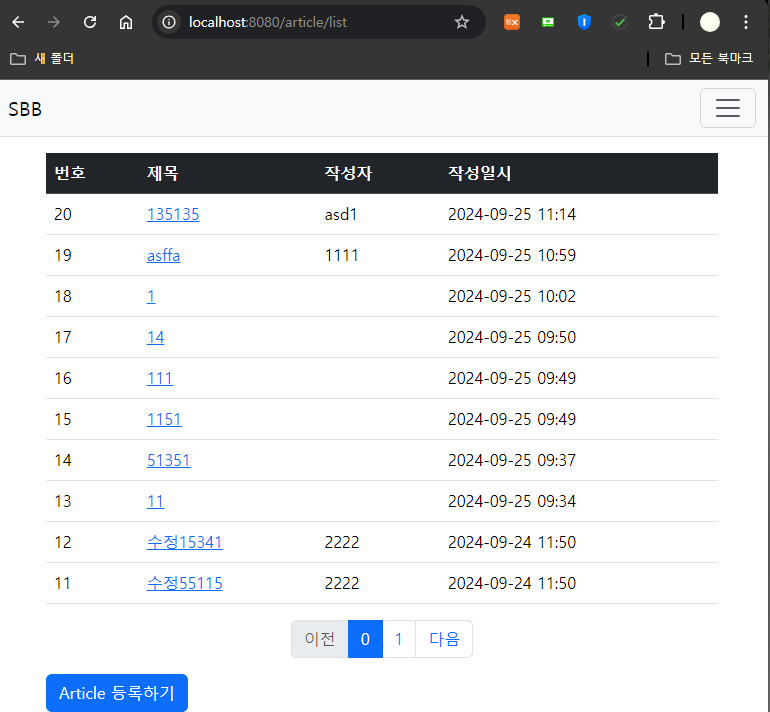 localhost:8080/article/list
새 폴더 모든 북마크
SBB
번호 제목 작성자 작성일시
20 135135 asd1 2024-09-25 11:14
19 asffa 1111 2024-09-25 10:59
18 1 2024-09-25 10:02
17 14 2024-09-25 09:50
16 111 2024-09-25 09:49
15 1151 2024-09-25 09:49
14 51351 2024-09-25 09:37
13 11 2024-09-25 09:34
12 수정15341 2222 2024-09-24 11:50
11 수정55115 2222 2024-09-24 11:50
이전 0 1 다음
Article 등록하기